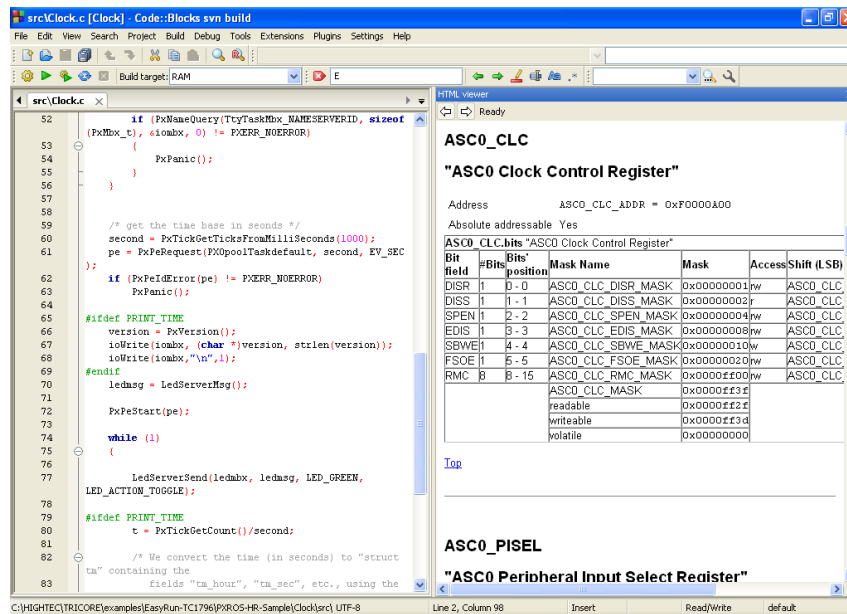 src\Clock.c [Clock] - Code::Blocks svn build
File Edit View Search Project Build Debug Tools Extensions Plugins Settings Help
Build target: RAM E
src\Clock.c
52 if (PxNameQuery(TtyTaskMbx_NAMESERVERID, sizeof
(PxMbx_t), &iombx, 0) != PXERR_NOERROR)
53 {
54 PxPanic();
55 }
56 }
57
58
59 /* get the time base in seonds */
60 second = PxTickGetTicksFromMilliSeconds(1000);
61 pe = PxPeRequest(PXOpoolTaskdefault, second, EV_SEC
);
62 if (PxPeIdError(pe) != PXERR_NOERROR)
63 PxPanic();
64
65 #ifdef PRINT_TIME
66 version = PxVersion();
67 ioWrite(iombx, (char *)version, strlen(version));
68 ioWrite(iombx,"\n",1);
69 #endif
70 ledmsg = LedServerMsg();
71
72 PxPeStart(pe);
73
74 while (1)
75 {
76
77 LedServerSend(ledmbx, ledmsg, LED_GREEN,
LED_ACTION_TOGGLE);
78
79 #ifdef PRINT_TIME
80 t = PxTickGetCount()/second;
81
82 /* We convert the time (in seconds) to "struct
tm" containing the
83 fields "tm_hour", "tm_sec", etc., using the
HTML viewer
Ready
ASC0_CLC
"ASC0 Clock Control Register"
Address ASC0_CLC_ADDR = 0xF0000A00
Absolute addressable Yes
ASC0_CLC.bits "ASC0 Clock Control Register"
Bit field #Bits Bits' position Mask Name Mask Access Shift (LSB)
DISR 1 0 - 0 ASC0_CLC_DISR_MASK 0x00000001 rw ASC0_CLC_
DISS 1 1 - 1 ASC0_CLC_DISS_MASK 0x00000002 r ASC0_CLC_
SPEN 1 2 - 2 ASC0_CLC_SPEN_MASK 0x00000004 rw ASC0_CLC_
EDIS 1 3 - 3 ASC0_CLC_EDIS_MASK 0x00000008 rw ASC0_CLC_
SBWE 1 4 - 4 ASC0_CLC_SBWE_MASK 0x00000010 w ASC0_CLC_
FSOE 1 5 - 5 ASC0_CLC_FSOE_MASK 0x00000020 rw ASC0_CLC_
RMC 8 8 - 15 ASC0_CLC_RMC_MASK 0x0000ff00 rw ASC0_CLC_
ASC0_CLC_MASK 0x0000ff3f
readable 0x0000ff2f
writeable 0x0000ff3d
volatile 0x00000000
Top
ASC0_PISEL
"ASC0 Peripheral Input Select Register"
C:\HIGHTEC\TRICORE\examples\EasyRun-TC1796\PXROS-HR-Sample\Clock\src\ UTF-8 Line 2, Column 98 Insert Read/Write default